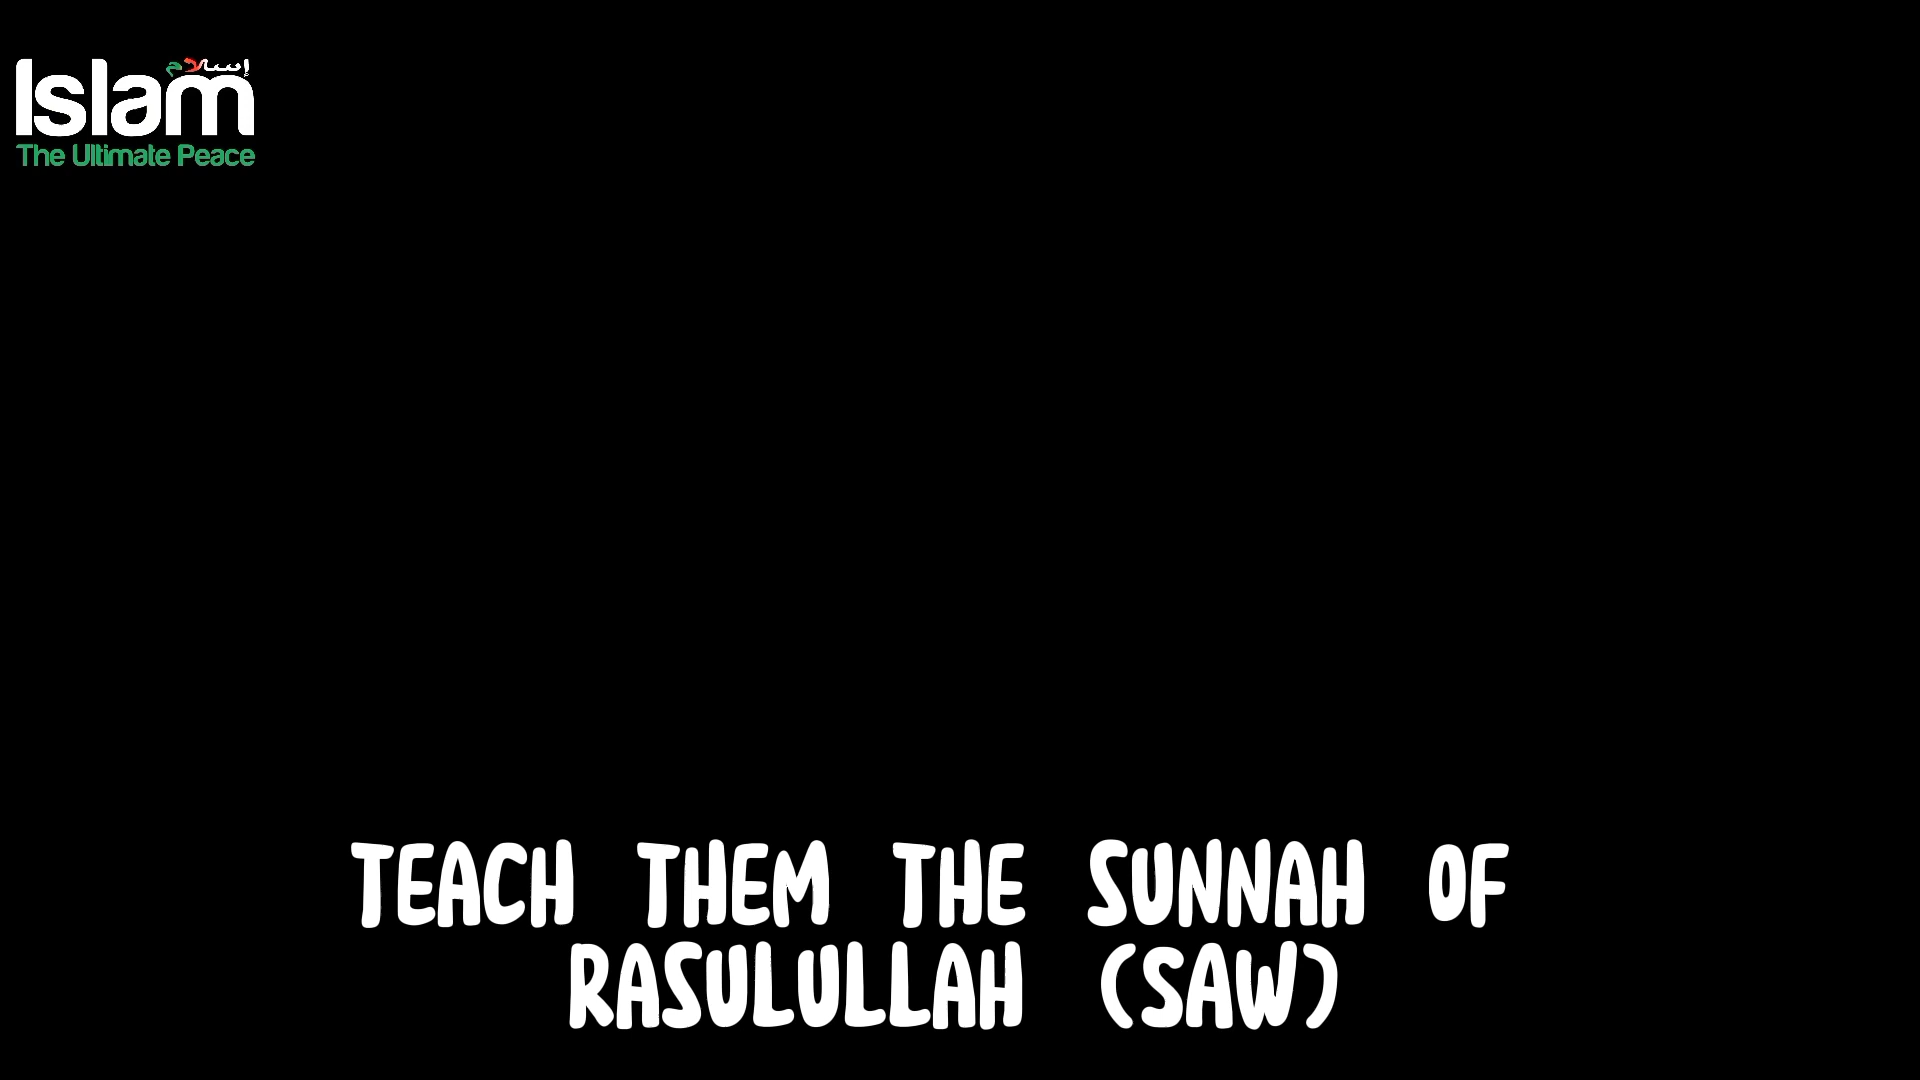 إسلام
Islam
The Ultimate Peace
TEACH THEM THE SUNNAH OF
RASULULLAH (SAW)